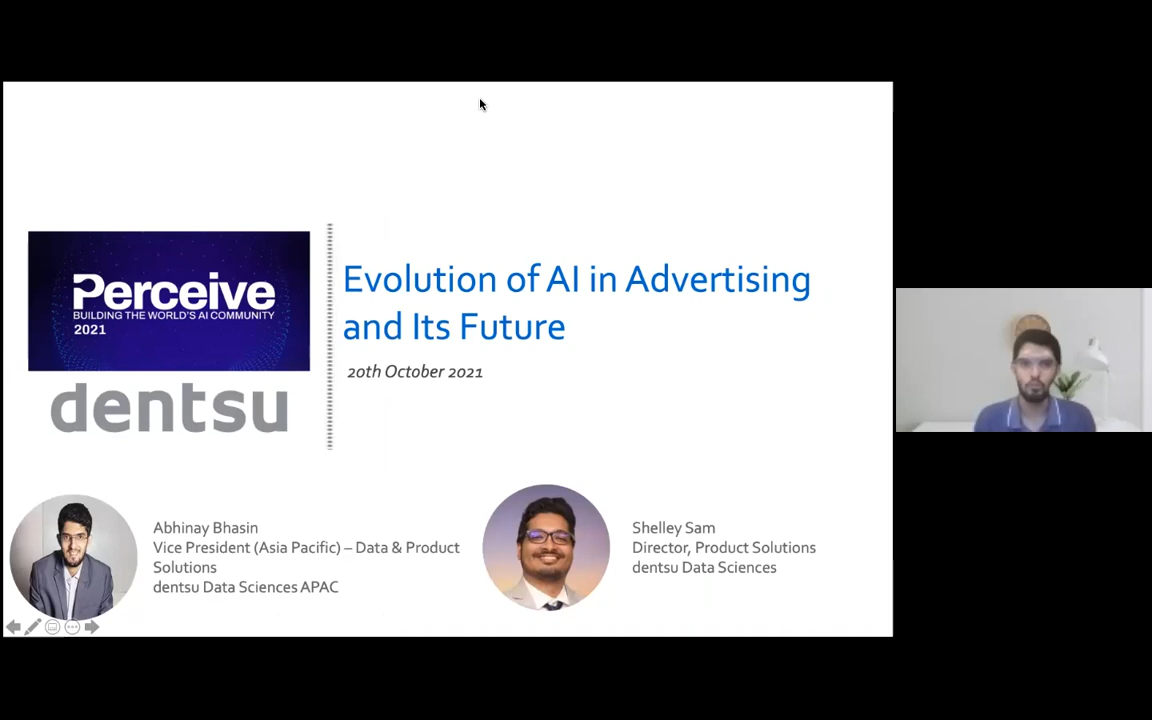 Perceive
BUILDING THE WORLD'S AI COMMUNITY
2021
dentsu
Evolution of AI in Advertising
and Its Future
20th October 2021
Abhinay Bhasin
Vice President (Asia Pacific) – Data & Product
Solutions
dentsu Data Sciences APAC
Shelley Sam
Director, Product Solutions
dentsu Data Sciences